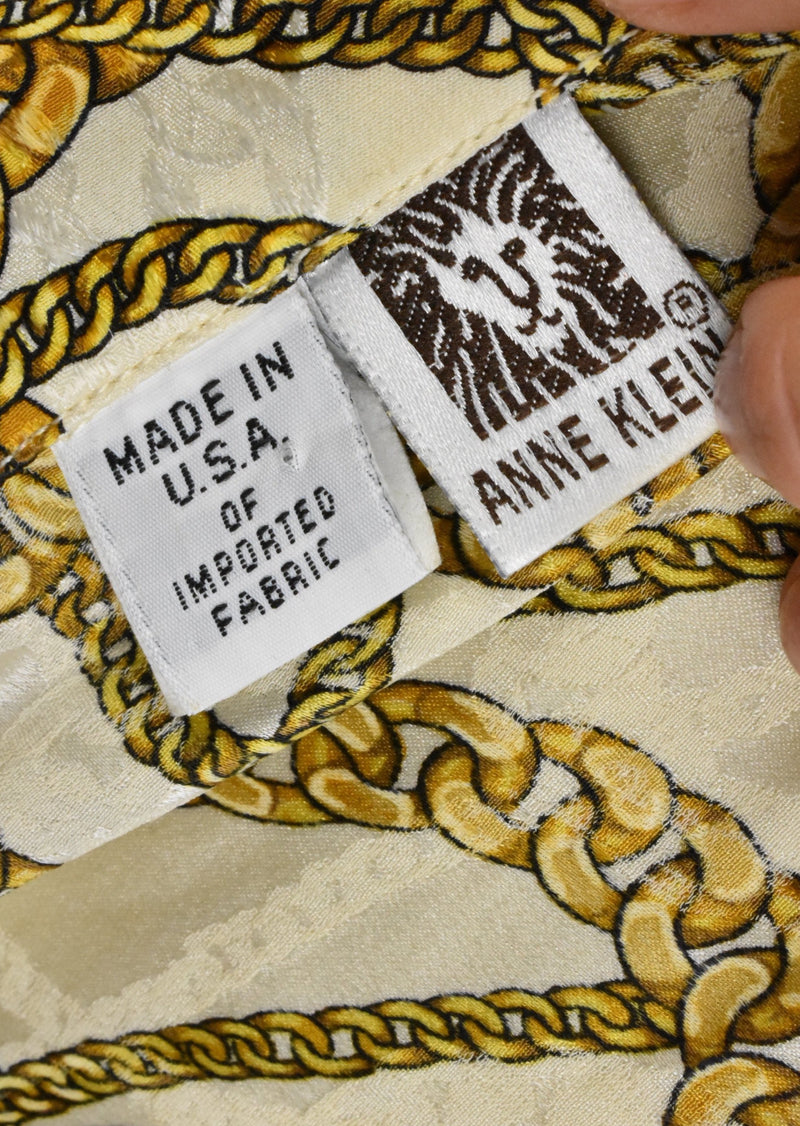 MADE IN
U.S.A.
OF
IMPORTED
FABRIC
®
ANNE KLEIN